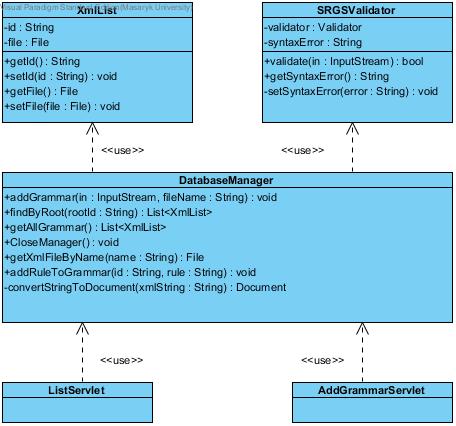 Visual Paradigm Standard Edition(Masaryk University)
XmlList
-id : String
-file : File
+getId() : String
+setId(id : String) : void
+getFile() : File
+setFile(file : File) : void
SRGSValidator
-validator : Validator
-syntaxError : String
+validate(in : InputStream) : bool
+getSyntaxError() : String
-setSyntaxError(error : String) : void
<<use>>
<<use>>
DatabaseManager
+addGrammar(in : InputStream, fileName : String) : void
+findByRoot(rootId : String) : List<XmlList>
+getAllGrammar() : List<XmlList>
+CloseManager() : void
+getXmlFileByName(name : String) : File
+addRuleToGrammar(id : String, rule : String) : void
-convertStringToDocument(xmlString : String) : Document
<<use>>
<<use>>
ListServlet
AddGrammarServlet